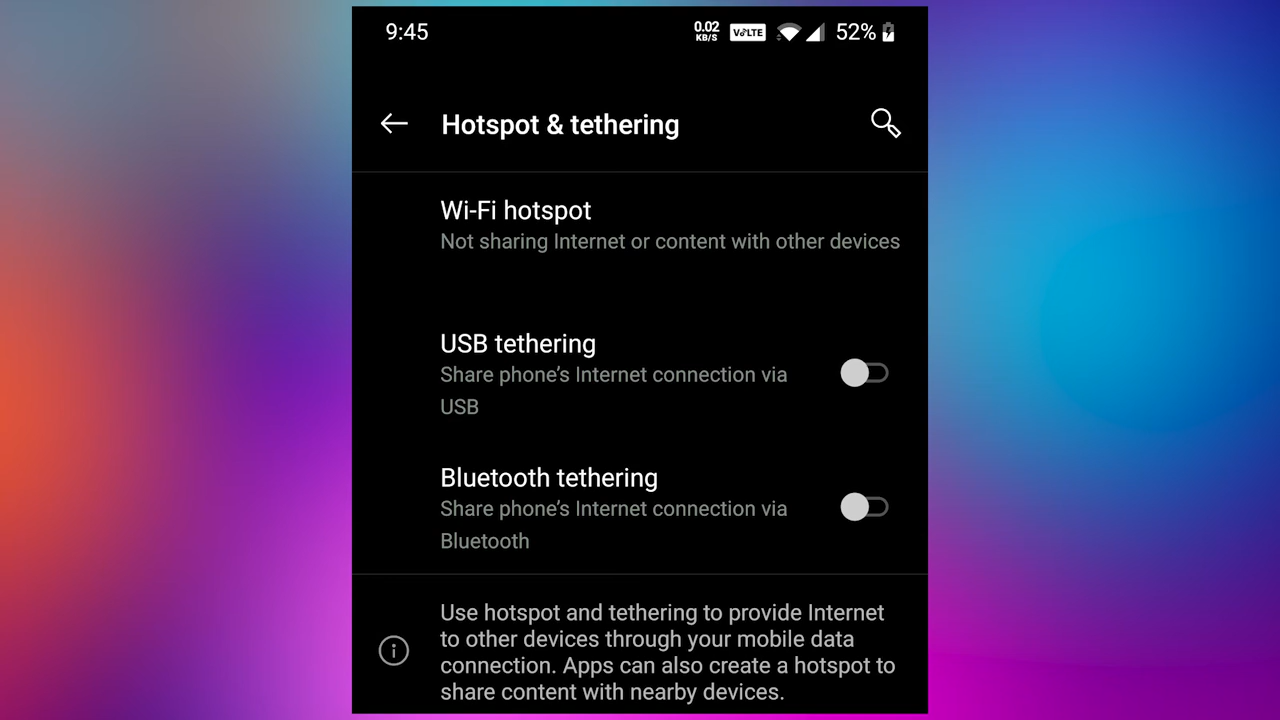 9:45 0.02 KB/S VoLTE 52%
Hotspot & tethering
Wi-Fi hotspot
Not sharing Internet or content with other devices
USB tethering
Share phone’s Internet connection via
USB
Bluetooth tethering
Share phone’s Internet connection via
Bluetooth
Use hotspot and tethering to provide Internet
to other devices through your mobile data
connection. Apps can also create a hotspot to
share content with nearby devices.